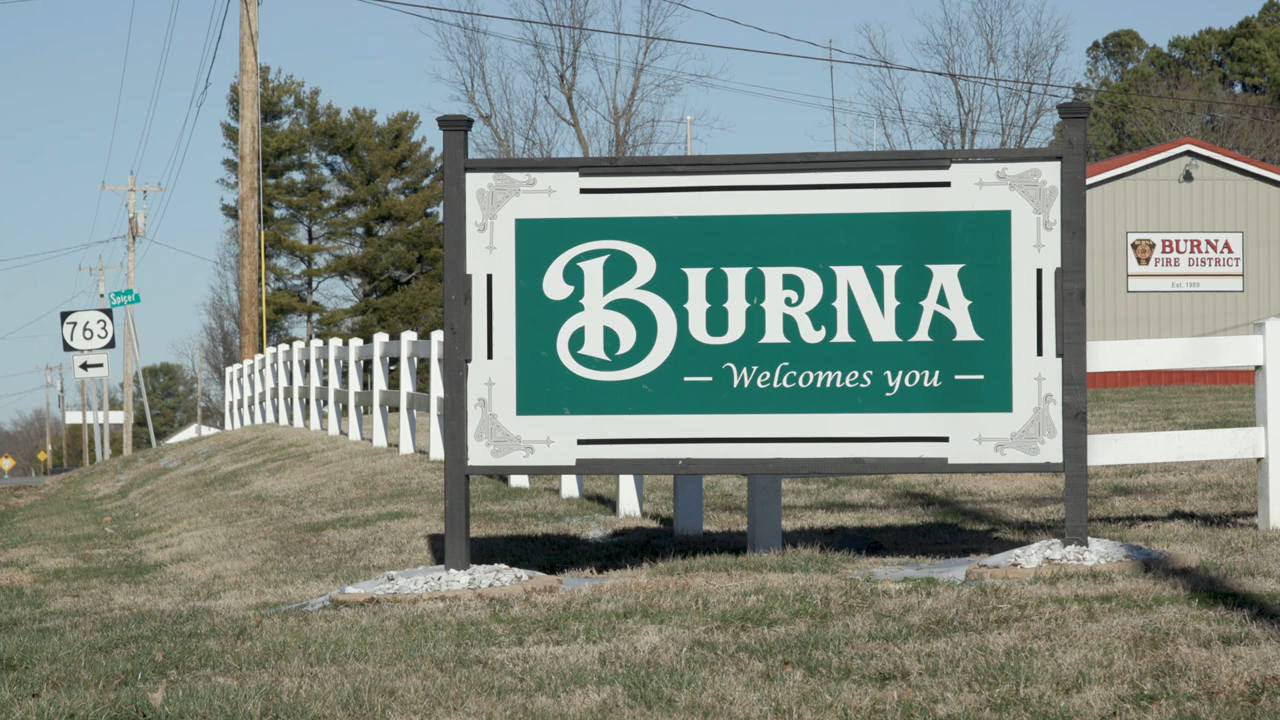 Spicer
763
BURNA
Welcomes you
BURNA
FIRE DISTRICT
Est. 1989